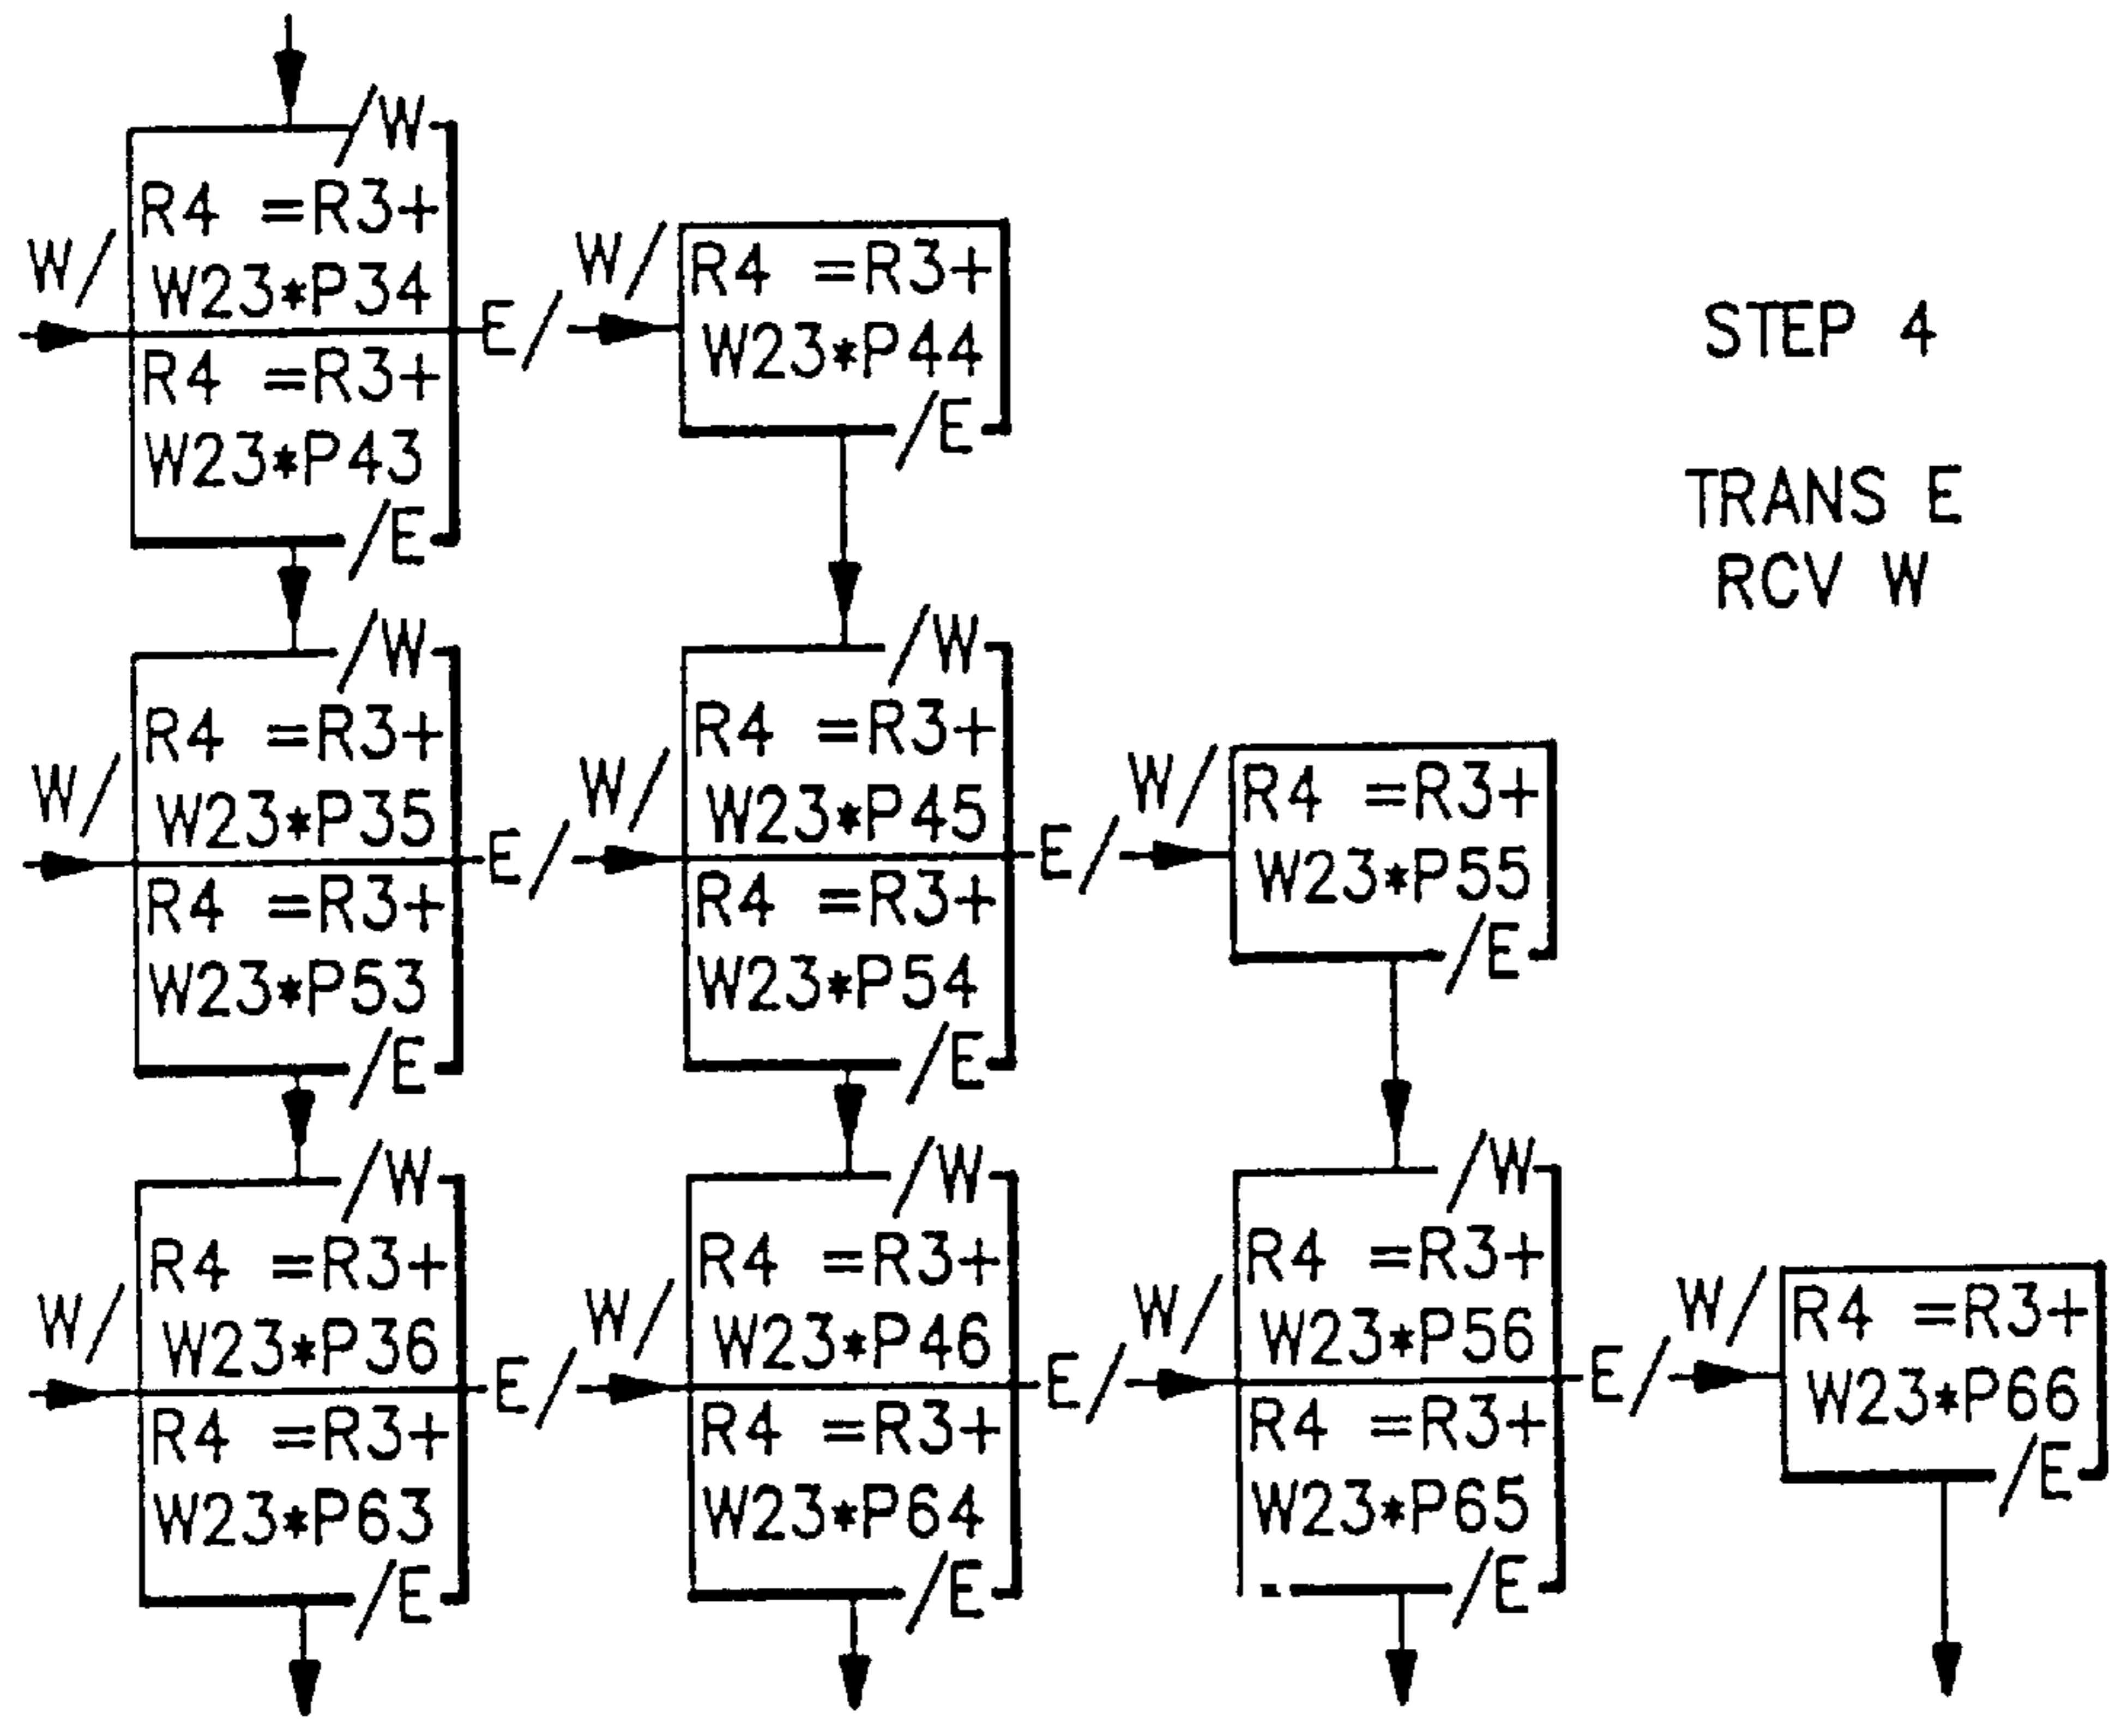 /W
R4 =R3+
W23*P34
W/
R4 =R3+
W23*P43
/E
E/
W/
R4 =R3+
W23*P44
/E
STEP 4
TRANS E
RCV W
/W
R4 =R3+
W23*P35
W/
R4 =R3+
W23*P53
/E
E/
/W
W/
R4 =R3+
W23*P45
R4 =R3+
W23*P54
/E
E/
W/
R4 =R3+
W23*P55
/E
/W
R4 =R3+
W23*P36
W/
R4 =R3+
W23*P63
/E
E/
/W
W/
R4 =R3+
W23*P46
R4 =R3+
W23*P64
/E
E/
/W
W/
R4 =R3+
W23*P56
R4 =R3+
W23*P65
/E
E/
W/
R4 =R3+
W23*P66
/E